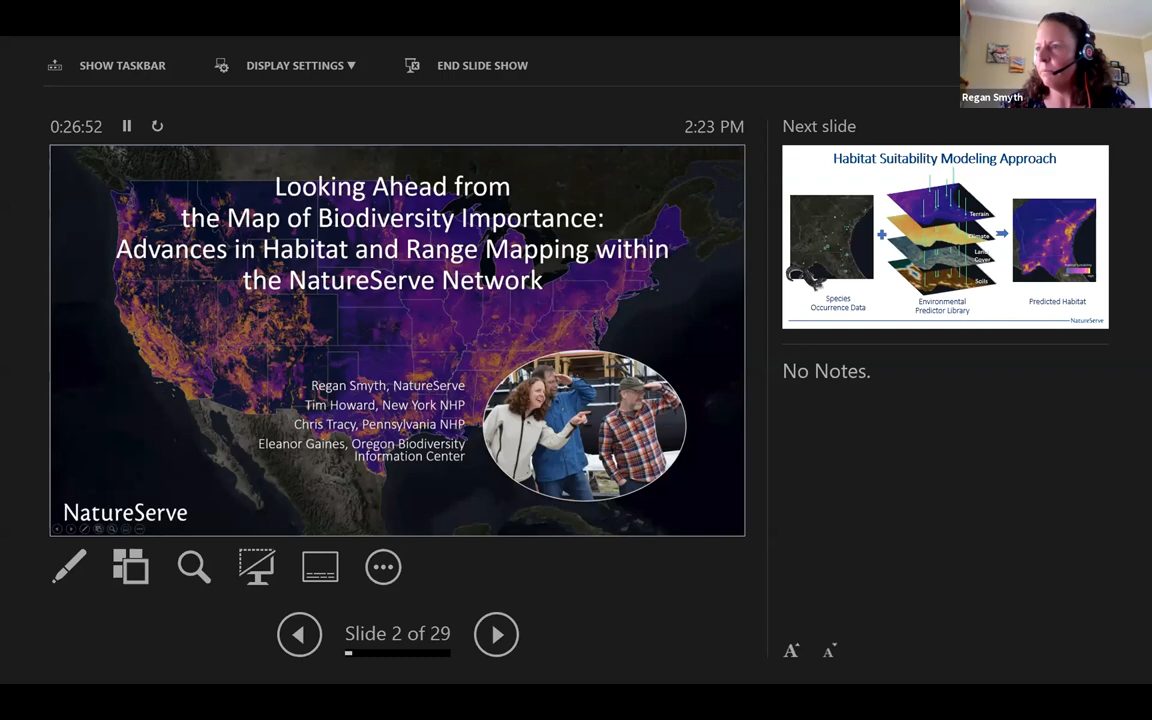 SHOW TASKBAR
DISPLAY SETTINGS ▼
END SLIDE SHOW
Regan Smyth
0:26:52
2:23 PM
Next slide
Looking Ahead from
the Map of Biodiversity Importance:
Advances in Habitat and Range Mapping within
the NatureServe Network
Regan Smyth, NatureServe
Tim Howard, New York NHP
Chris Tracy, Pennsylvania NHP
Eleanor Gaines, Oregon Biodiversity
Information Center
NatureServe
Habitat Suitability Modeling Approach
Terrain
Climate
Land
Cover
Soils
Species
Occurrence Data
Environmental
Predictor Library
Predicted Habitat
NatureServe
No Notes.
Slide 2 of 29
A
A